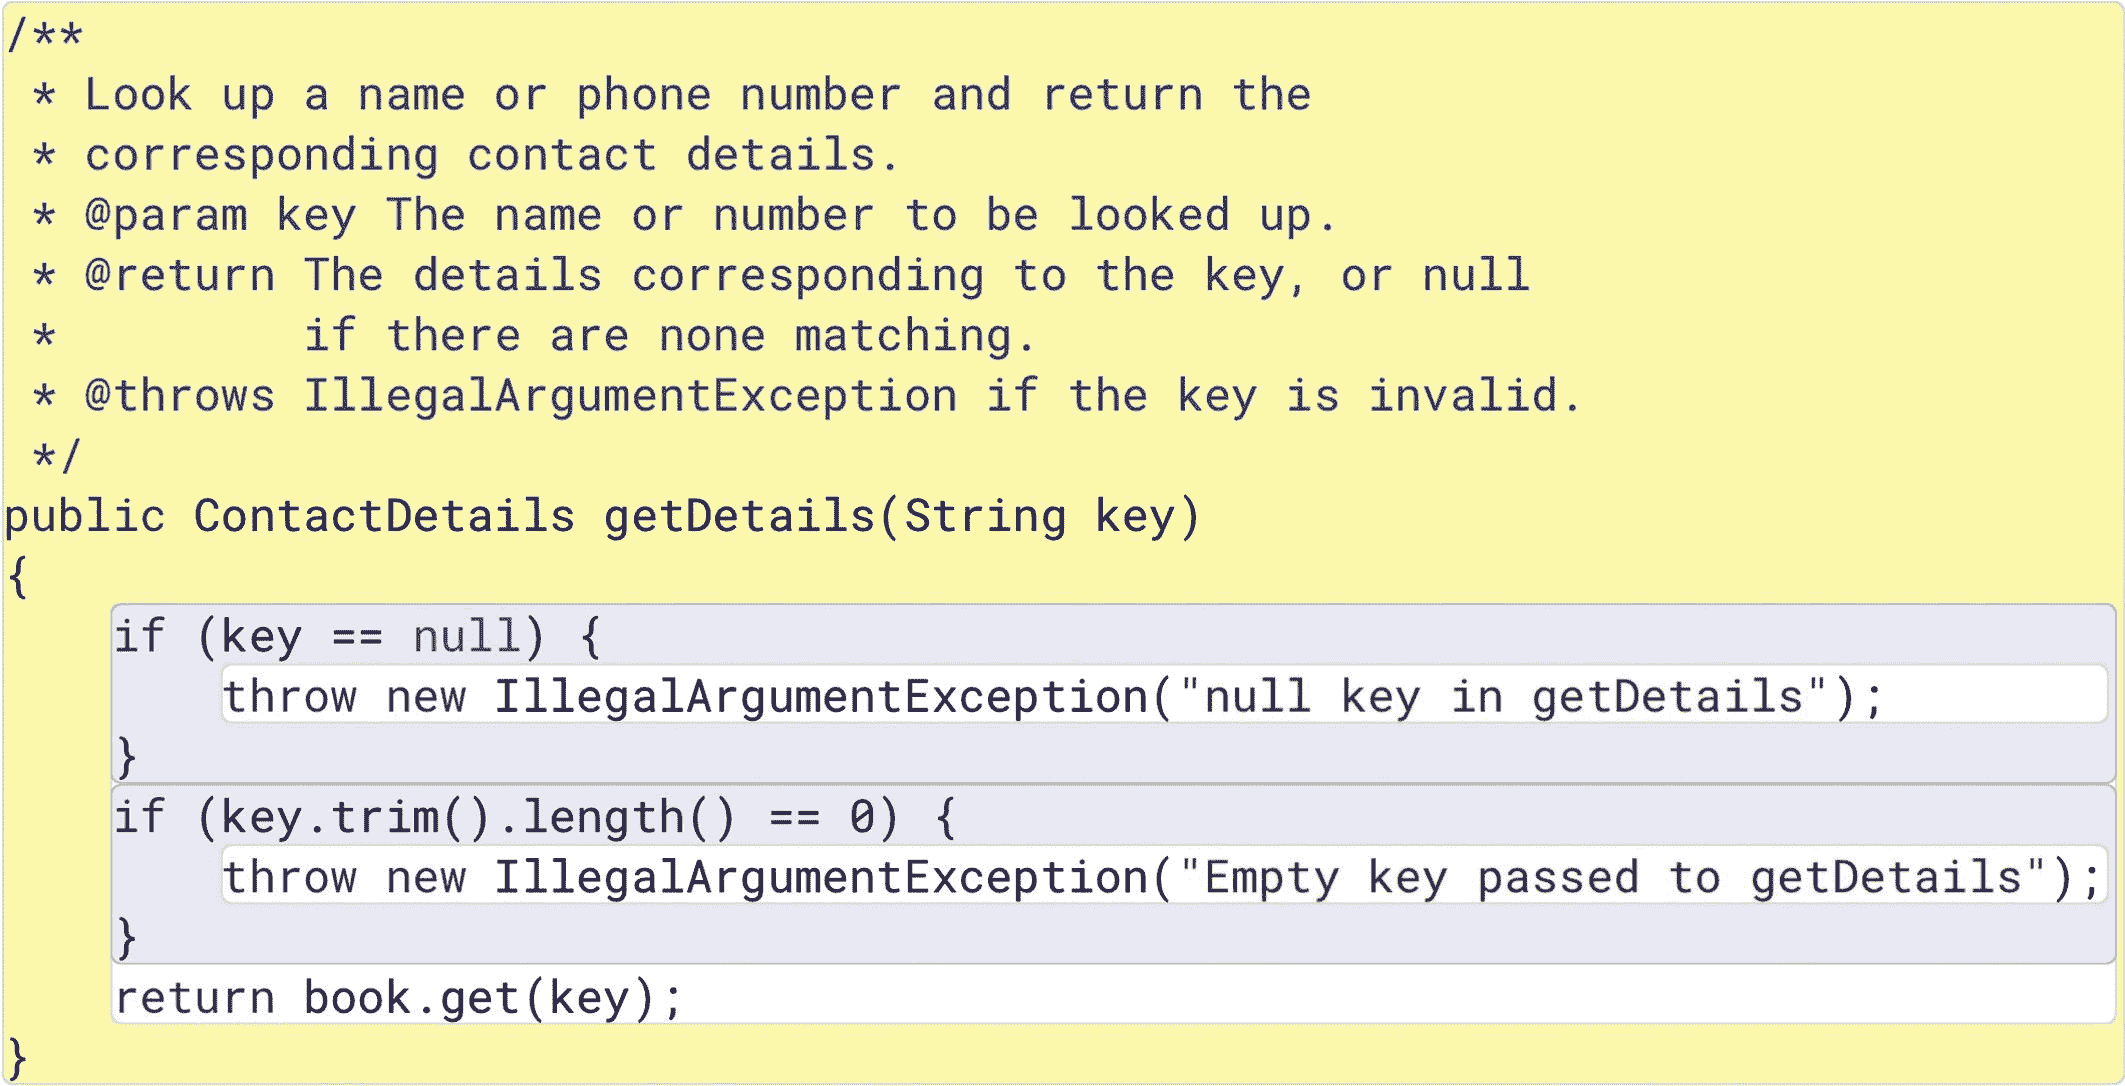 /**
 * Look up a name or phone number and return the
 * corresponding contact details.
 * @param key The name or number to be looked up.
 * @return The details corresponding to the key, or null
 *        if there are none matching.
 * @throws IllegalArgumentException if the key is invalid.
 */
public ContactDetails getDetails(String key)
{
    if (key == null) {
        throw new IllegalArgumentException("null key in getDetails");
    }
    if (key.trim().length() == 0) {
        throw new IllegalArgumentException("Empty key passed to getDetails");
    }
    return book.get(key);
}